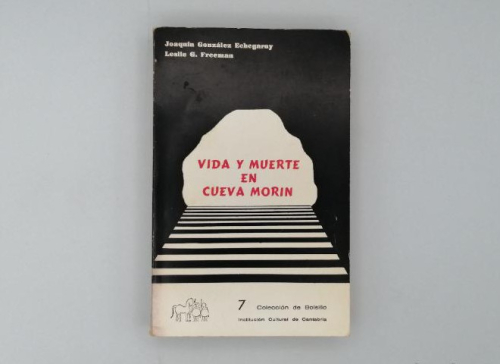 Joaquín González Echegaray
Leslie G. Freeman
VIDA Y MUERTE
EN
CUEVA MORIN
7 Colección de Bolsillo
Institución Cultural de Cantabria